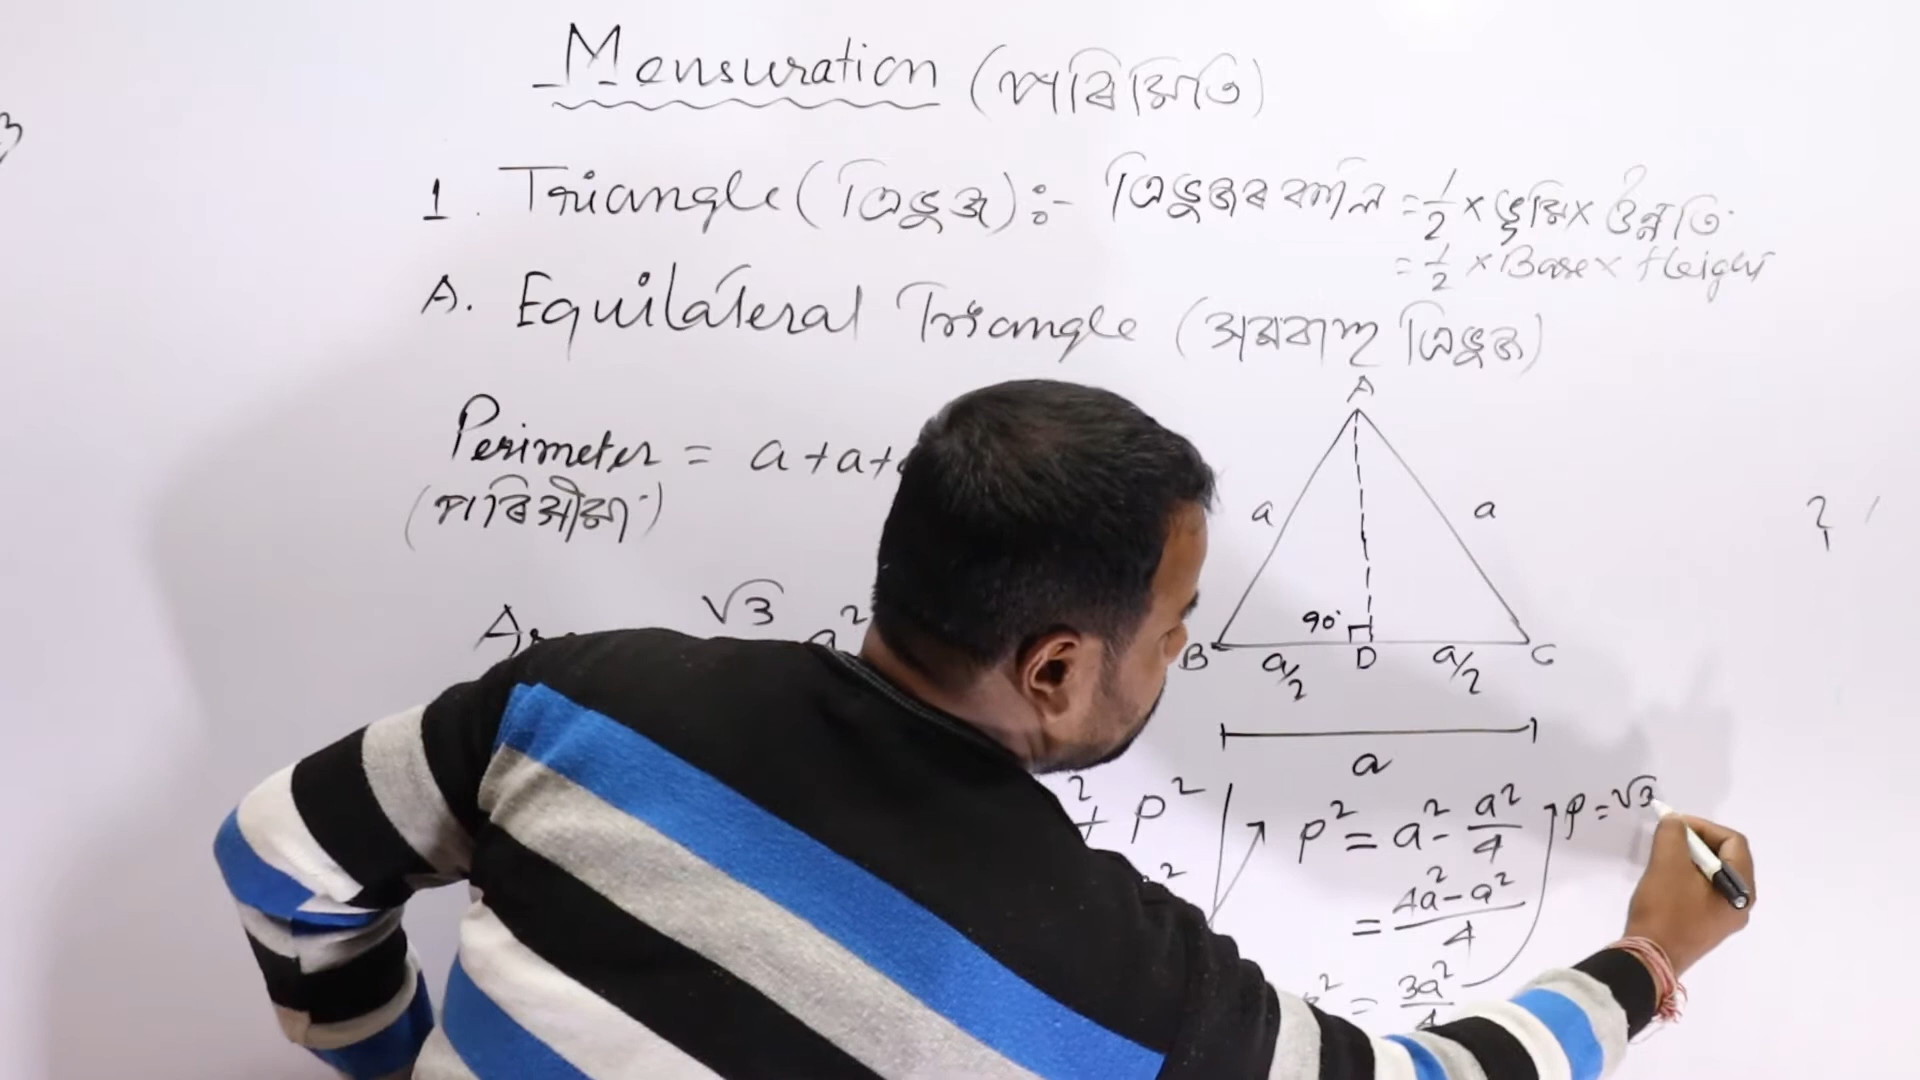 Mensuration (পৰিমিতি)
1. Triangle (ত্ৰিভুজ) :- ত্ৰিভুজৰ কালি = 1/2 × ভূমি × উন্নতি
= 1/2 × Base × Height
A. Equilateral Triangle (সমবাহু ত্ৰিভুজ)
Perimeter = a + a +
(পাৰিসীমা)
√3
a²
A
a
a
90°
B
a/2
D
a/2
C
a
2 + p²
2
p² = a² - a²/4
= 4a² - a²/4
p² = 3a²/4
p = √3